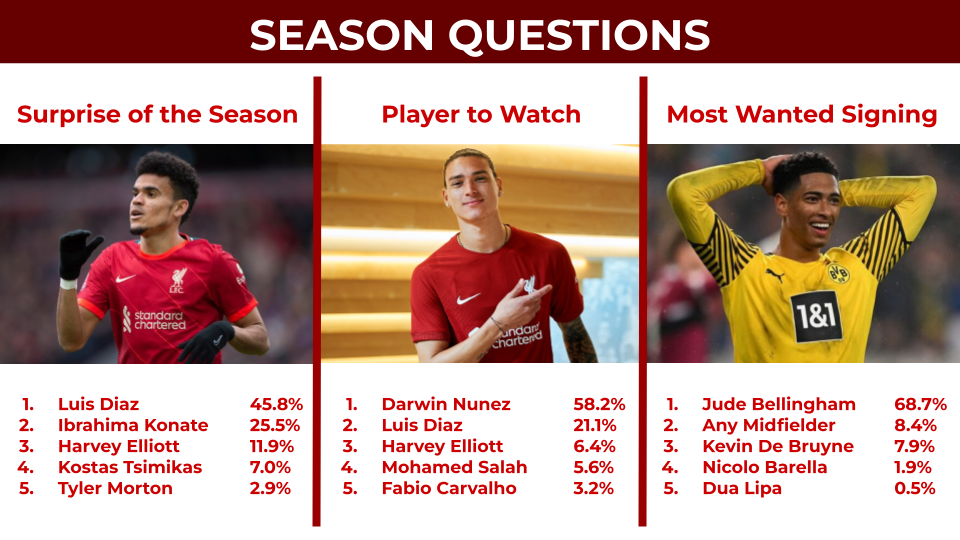 SEASON QUESTIONS
Surprise of the Season
L.F.C.
standard
chartered
1. Luis Diaz 45.8%
2. Ibrahima Konate 25.5%
3. Harvey Elliott 11.9%
4. Kostas Tsimikas 7.0%
5. Tyler Morton 2.9%
Player to Watch
standard
chartered
1. Darwin Nunez 58.2%
2. Luis Diaz 21.1%
3. Harvey Elliott 6.4%
4. Mohamed Salah 5.6%
5. Fabio Carvalho 3.2%
Most Wanted Signing
BVB
09
1&1
1. Jude Bellingham 68.7%
2. Any Midfielder 8.4%
3. Kevin De Bruyne 7.9%
4. Nicolo Barella 1.9%
5. Dua Lipa 0.5%